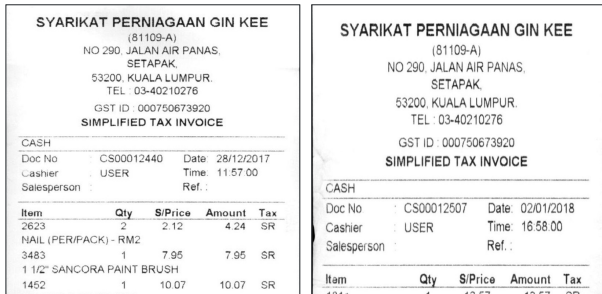 SYARIKAT PERNIAGAAN GIN KEE
(81109-A)
NO 290, JALAN AIR PANAS,
SETAPAK,
53200, KUALA LUMPUR.
TEL : 03-40210276
GST ID : 000750673920
SIMPLIFIED TAX INVOICE
CASH
Doc No : CS00012440 Date: 28/12/2017
Cashier : USER Time: 11:57:00
Salesperson : Ref. :
Item Qty S/Price Amount Tax
2623 2 2.12 4.24 SR
NAIL (PER/PACK) - RM2
3483 1 7.95 7.95 SR
1 1/2" SANCORA PAINT BRUSH
1452 1 10.07 10.07 SR
SYARIKAT PERNIAGAAN GIN KEE
(81109-A)
NO 290, JALAN AIR PANAS,
SETAPAK,
53200, KUALA LUMPUR.
TEL : 03-40210276
GST ID : 000750673920
SIMPLIFIED TAX INVOICE
CASH
Doc No : CS00012507 Date: 02/01/2018
Cashier : USER Time: 16:58:00
Salesperson : Ref. :
Item Qty S/Price Amount Tax